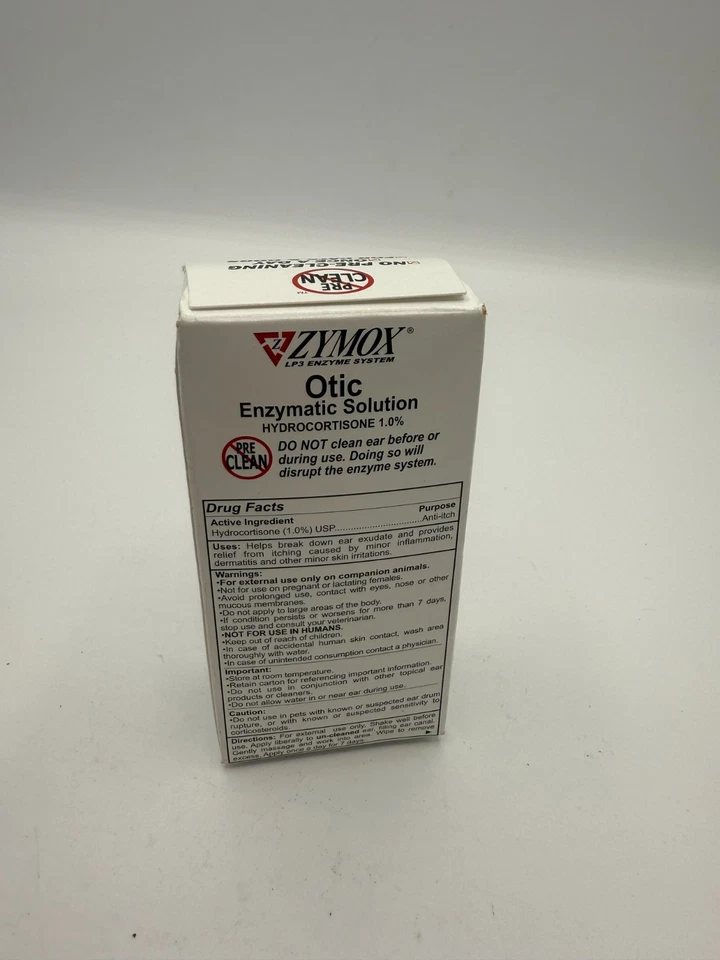 NO PRE-CLEANING
PRE
CLEAN
TM
ZYMOX®
LP3 ENZYME SYSTEM
Otic
Enzymatic Solution
HYDROCORTISONE 1.0%
PRE
CLEAN
DO NOT clean ear before or
during use. Doing so will
disrupt the enzyme system.
Drug Facts
Active Ingredient Purpose
Hydrocortisone (1.0%) USP..............................Anti-itch
Uses: Helps break down ear exudate and provides
relief from itching caused by minor inflammation,
dermatitis and other minor skin irritations.
Warnings:
•For external use only on companion animals.
•Not for use on pregnant or lactating females.
•Avoid prolonged use, contact with eyes, nose or other
mucous membranes.
•Do not apply to large areas of the body.
•If condition persists or worsens for more than 7 days,
stop use and consult your veterinarian.
•NOT FOR USE IN HUMANS.
•Keep out of reach of children.
•In case of accidental human skin contact, wash area
thoroughly with water.
•In case of unintended consumption contact a physician.
Important:
•Store at room temperature.
•Retain carton for referencing important information.
•Do not use in conjunction with other topical ear
products or cleaners.
•Do not allow water in or near ear during use.
Caution:
•Do not use in pets with known or suspected ear drum
rupture, or with known or suspected sensitivity to
corticosteroids.
Directions: For external use only. Shake well before
use. Apply liberally to un-cleaned ear, filling ear canal.
Gently massage and work into area. Wipe to remove
excess. Apply once a day for 7 days.